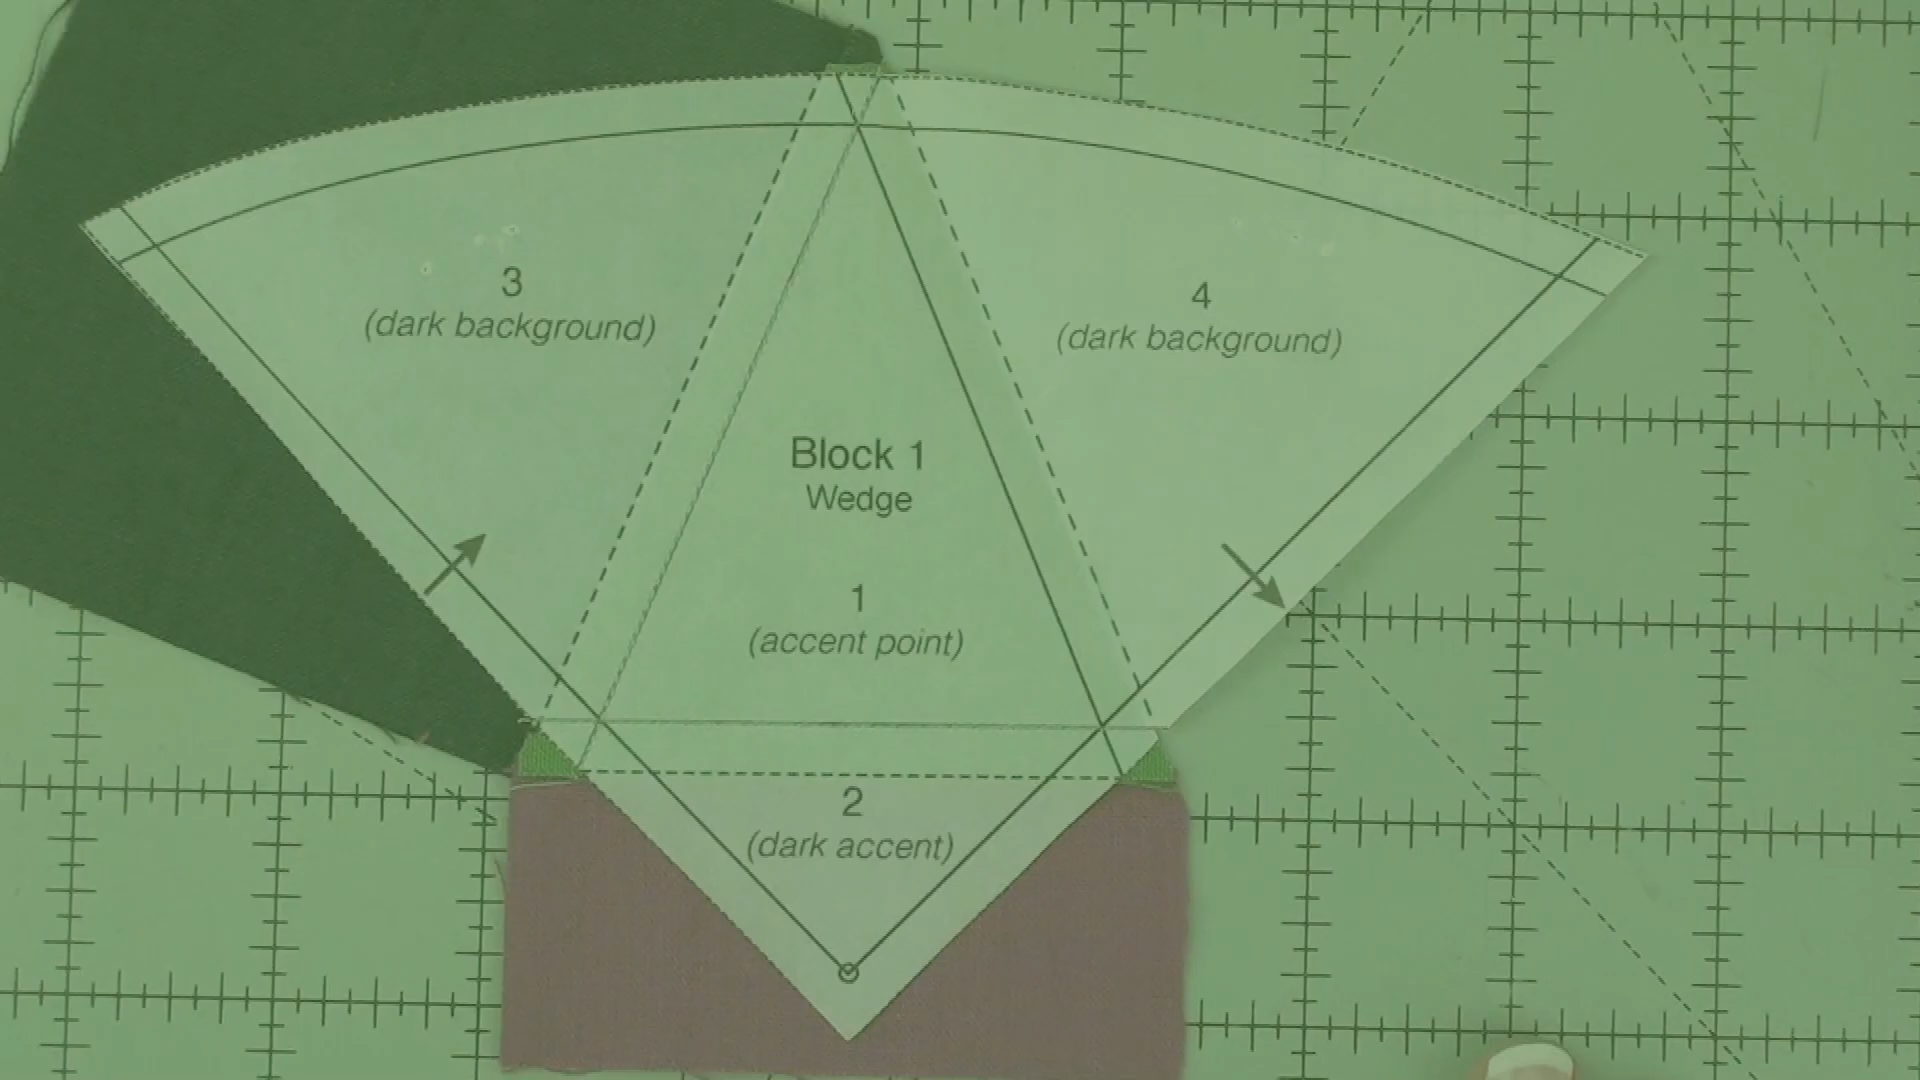 3
(dark background)
4
(dark background)
Block 1
Wedge
1
(accent point)
2
(dark accent)